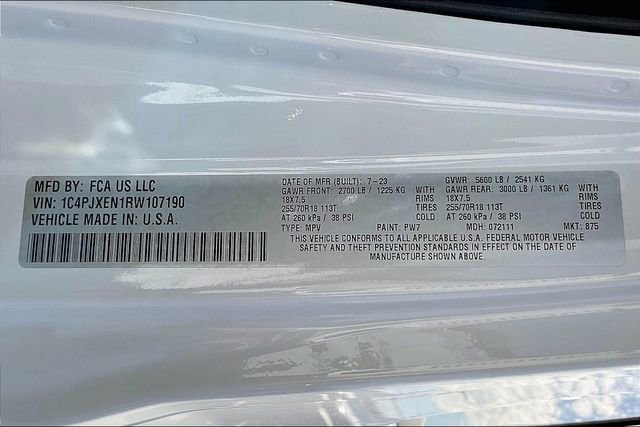 MFD BY: FCA US LLC
VIN: 1C4PJXEN1RW107190
VEHICLE MADE IN: U.S.A.
DATE OF MFR (BUILT): 7-23
GAWR FRONT: 2700 LB / 1225 KG WITH
18X7.5 RIMS
255/70R18 113T TIRES
AT 260 kPa / 38 PSI COLD
GVWR: 5600 LB / 2541 KG
GAWR REAR: 3000 LB / 1361 KG WITH
18X7.5 RIMS
255/70R18 113T TIRES
AT 260 kPa / 38 PSI COLD
TYPE: MPV PAINT: PW7 MDH: 072111 MKT: 875
THIS VEHICLE CONFORMS TO ALL APPLICABLE U.S.A. FEDERAL MOTOR VEHICLE
SAFETY AND THEFT PREVENTION STANDARDS IN EFFECT ON THE DATE OF
MANUFACTURE SHOWN ABOVE.